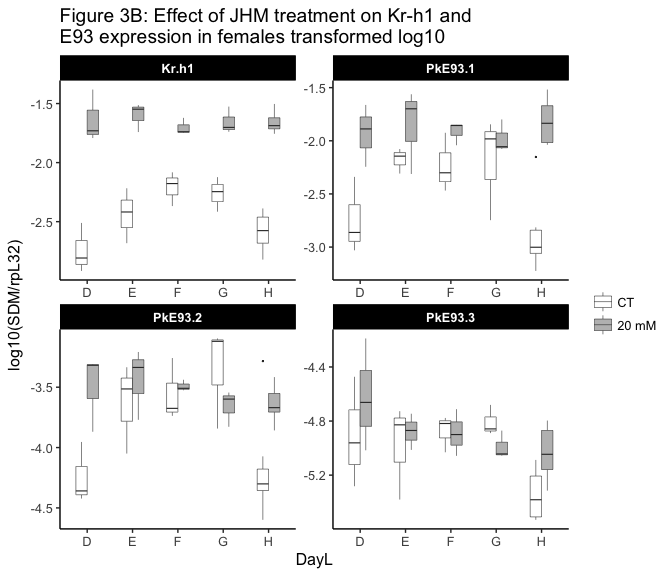 Figure 3B: Effect of JHM treatment on Kr-h1 and
E93 expression in females transformed log10
Kr.h1
PkE93.1
-1.5
-2.0
-2.5
-1.5
-2.0
-2.5
-3.0
D E F G H
D E F G H
PkE93.2
PkE93.3
-3.5
-4.0
-4.5
-4.4
-4.8
-5.2
D E F G H
D E F G H
log10(SDM/rpL32)
DayL
CT
20 mM